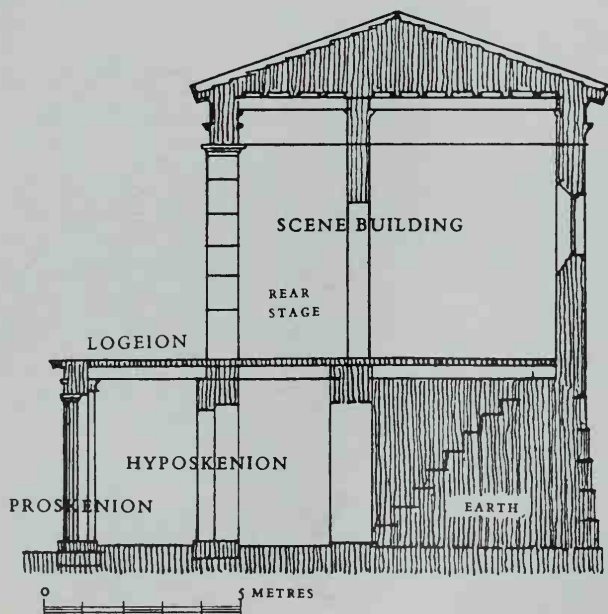 SCENE BUILDING
REAR
STAGE
LOGEION
HYPOSKENION
PROSKENION
EARTH
0 5 METRES